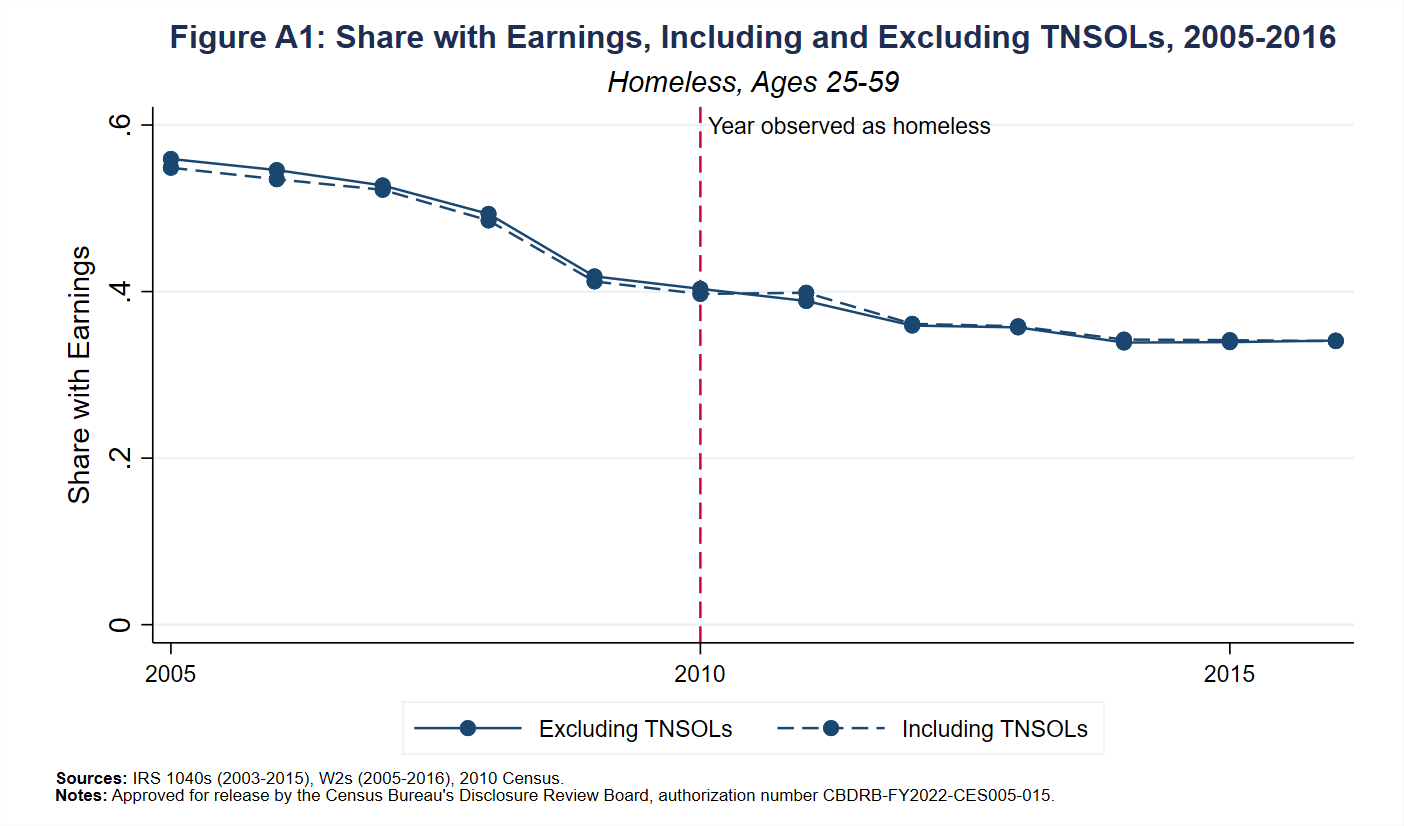 Figure A1: Share with Earnings, Including and Excluding TNSOLs, 2005-2016
Homeless, Ages 25-59
Year observed as homeless
Share with Earnings
.6
.4
.2
0
2005
2010
2015
Excluding TNSOLs
Including TNSOLs
Sources: IRS 1040s (2003-2015), W2s (2005-2016), 2010 Census.
Notes: Approved for release by the Census Bureau's Disclosure Review Board, authorization number CBDRB-FY2022-CES005-015.